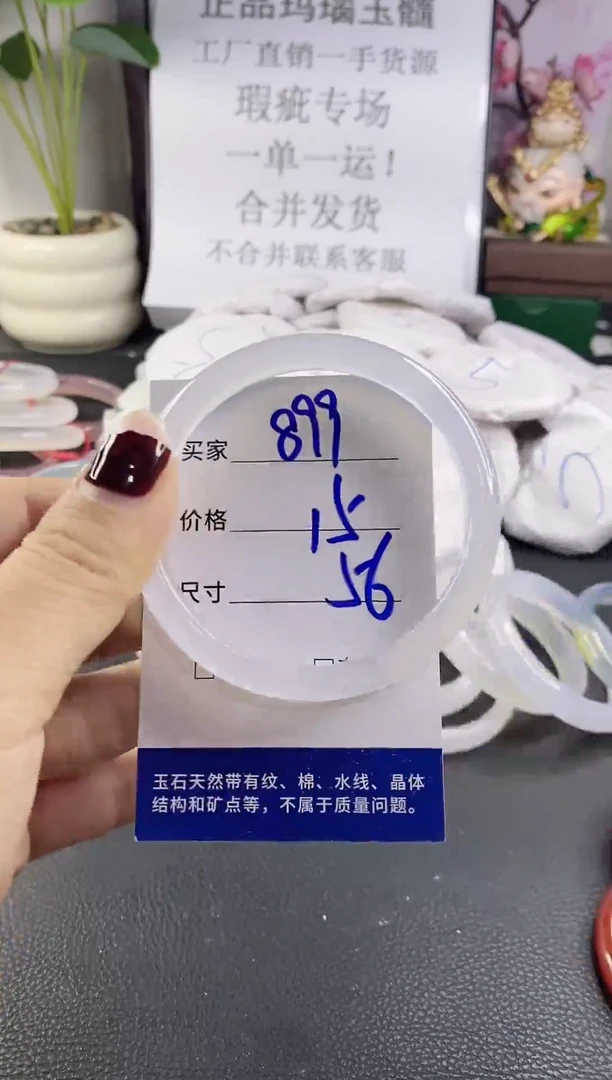 正品玛瑙玉髓
工厂直销一手货源
瑕疵专场
一单一运！
合并发货
不合并联系客服
买家 899
价格 15
尺寸 56
玉石天然带有纹、棉、水线、晶体
结构和矿点等，不属于质量问题。